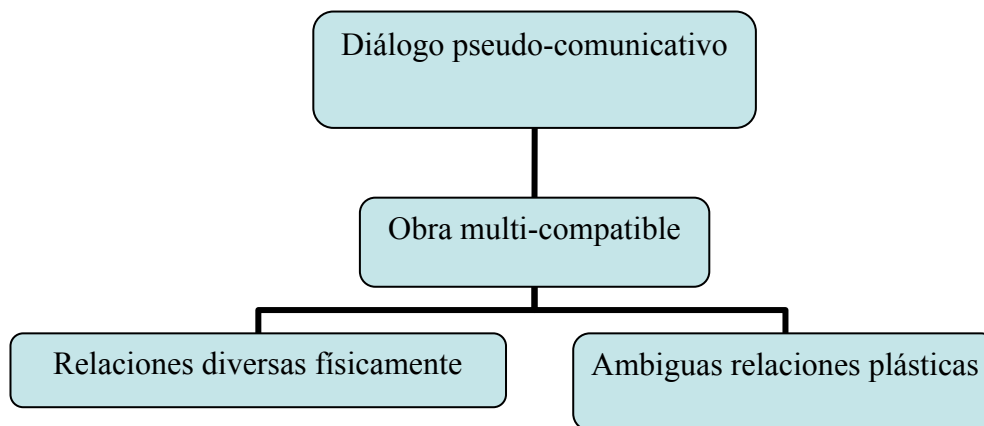 Diálogo pseudo-comunicativo
Obra multi-compatible
Relaciones diversas físicamente
Ambiguas relaciones plásticas